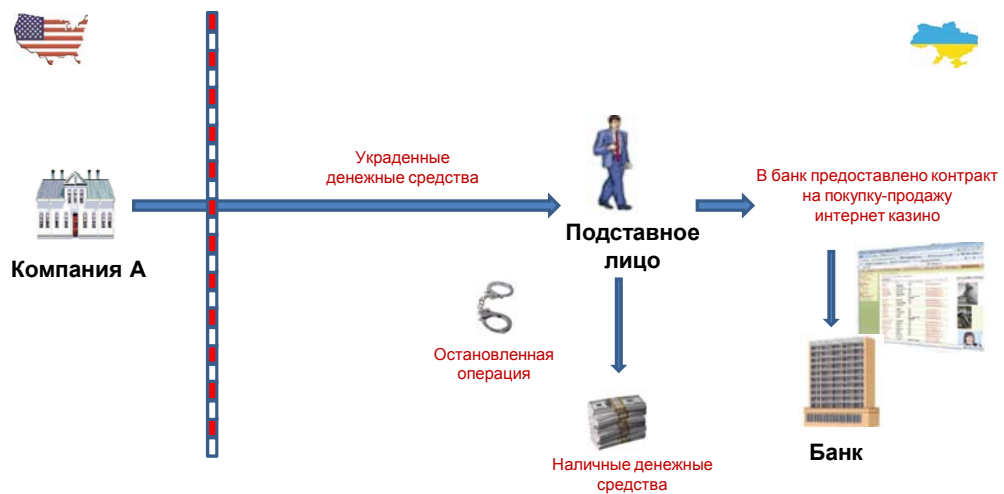 Украденные
денежные средства
В банк предоставлено контракт
на покупку-продажу
интернет казино
Подставное
лицо
Компания А
Остановленная
операция
Банк
Наличные денежные
средства